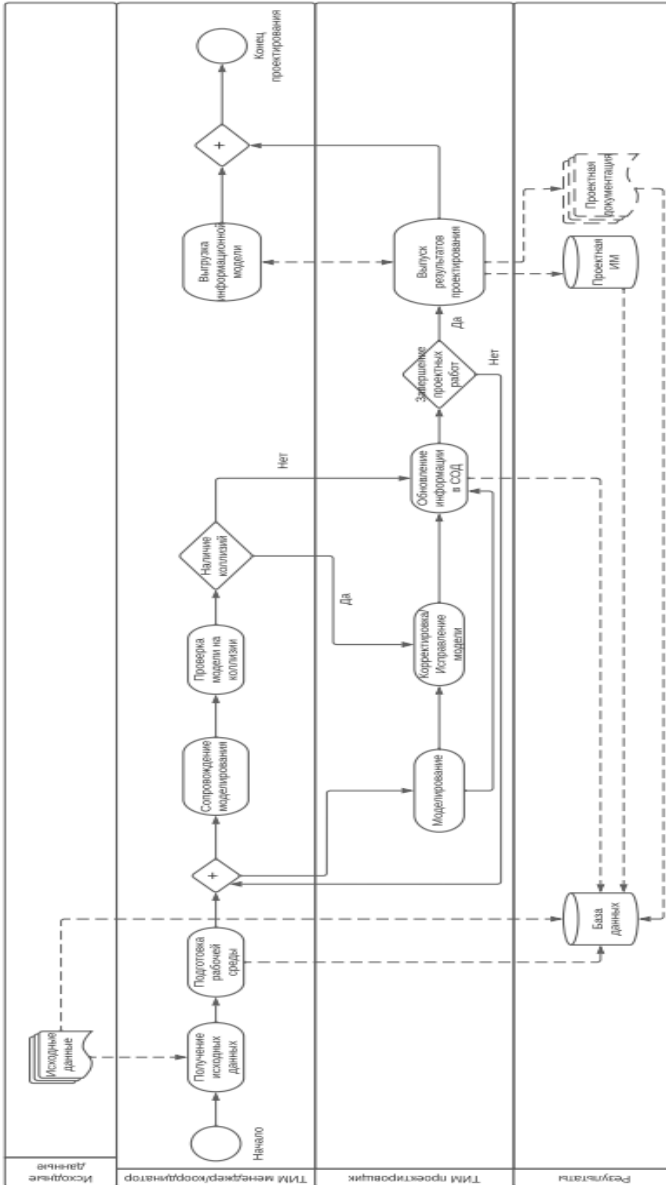 Исходные
данные
ТИМ менеджер/координатор
ТИМ проектировщик
Результаты
Исходные
данные
Начало
Получение
исходных
данных
Подготовка
рабочей
среды
+
Сопровождение
моделирования
Проверка
модели на
коллизии
Наличие
коллизий
Нет
Да
Выгрузка
информационной
модели
+
Конец
проектирования
Моделирование
Корректировка/
Исправление
модели
Обновление
информации
в СОД
Завершение
проектных
работ
Да
Нет
Выпуск
результатов
проектирования
База
данных
Проектная
ИМ
Проектная
документация